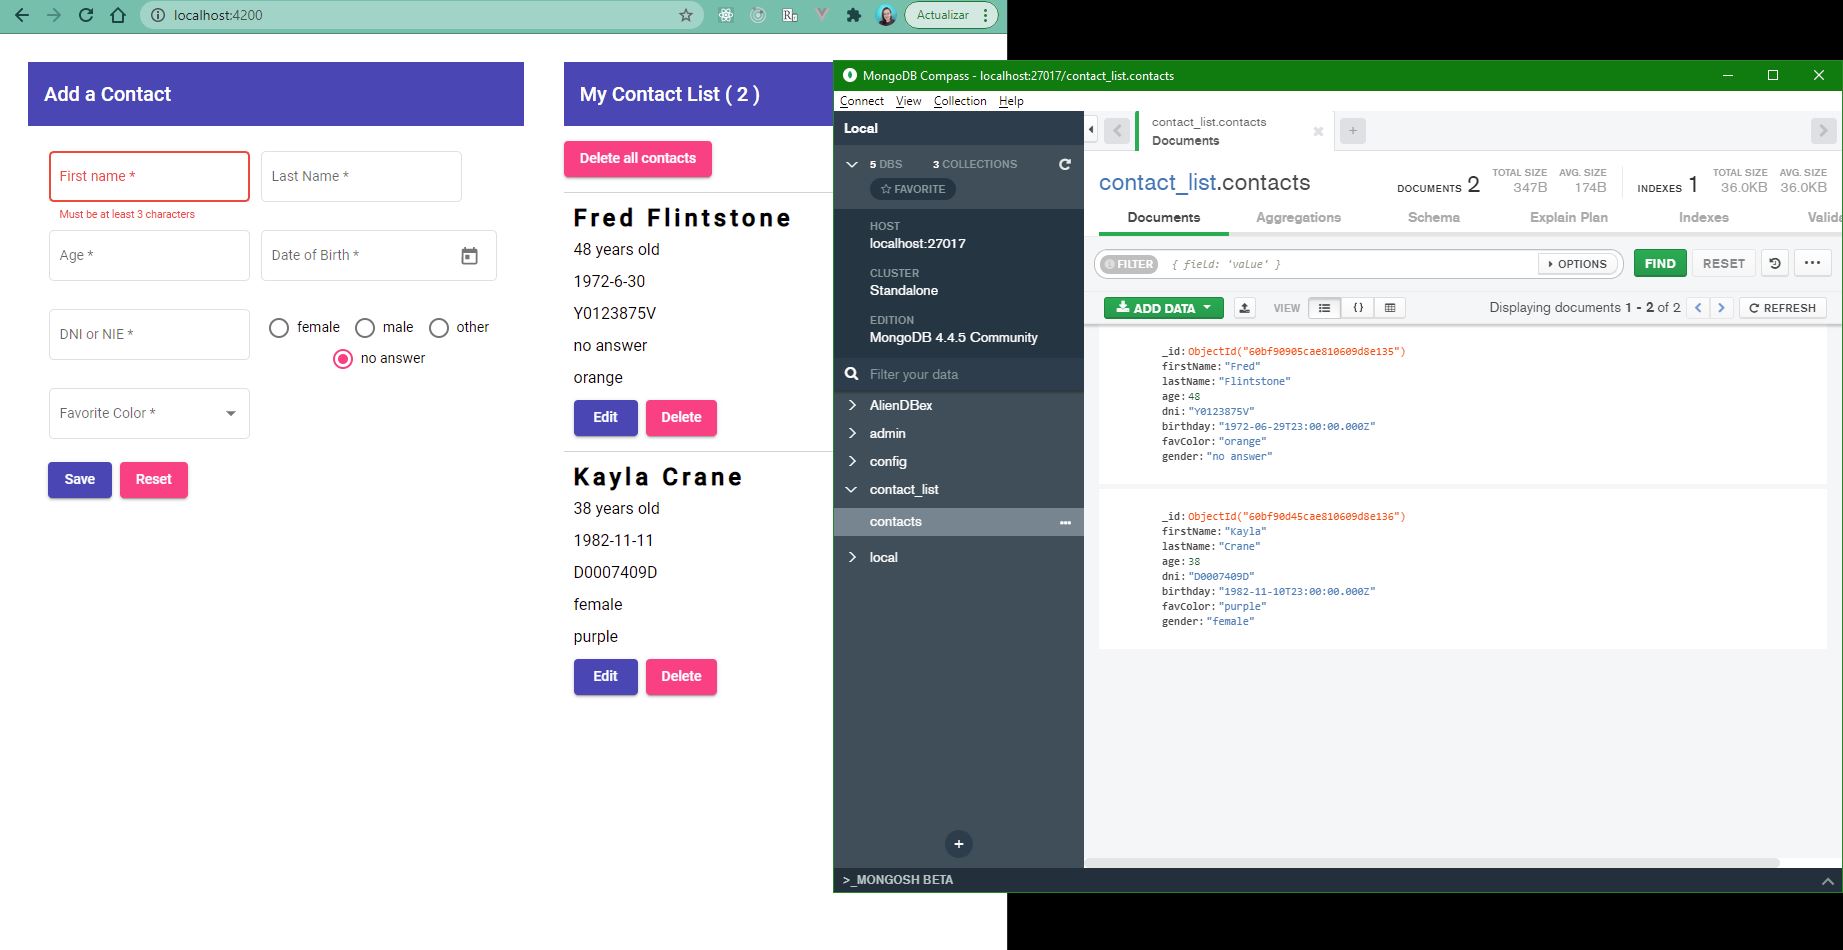 localhost:4200
Actualizar
Add a Contact
First name *
Last Name *
Must be at least 3 characters
Age *
Date of Birth *
DNI or NIE *
female
male
other
no answer
Favorite Color *
Save
Reset
My Contact List ( 2 )
Delete all contacts
Fred Flintstone
48 years old
1972-6-30
Y0123875V
no answer
orange
Edit
Delete
Kayla Crane
38 years old
1982-11-11
D0007409D
female
purple
Edit
Delete
MongoDB Compass - localhost:27017/contact_list.contacts
Connect View Collection Help
Local
5 DBS 3 COLLECTIONS
FAVORITE
HOST
localhost:27017
CLUSTER
Standalone
EDITION
MongoDB 4.4.5 Community
Filter your data
AlienDBex
admin
config
contact_list
contacts
local
>_MONGOSH BETA
contact_list.contacts
Documents
contact_list.contacts
DOCUMENTS 2
TOTAL SIZE
347B
AVG. SIZE
174B
INDEXES 1
TOTAL SIZE
36.0KB
AVG. SIZE
36.0KB
Documents Aggregations Schema Explain Plan Indexes Valida
FILTER { field: 'value' } OPTIONS FIND RESET
ADD DATA VIEW { } Displaying documents 1 - 2 of 2 REFRESH
_id: ObjectId("60bf90905cae810609d8e135")
firstName: "Fred"
lastName: "Flintstone"
age: 48
dni: "Y0123875V"
birthday: "1972-06-29T23:00:00.000Z"
favColor: "orange"
gender: "no answer"
_id: ObjectId("60bf90d45cae810609d8e136")
firstName: "Kayla"
lastName: "Crane"
age: 38
dni: "D0007409D"
birthday: "1982-11-10T23:00:00.000Z"
favColor: "purple"
gender: "female"